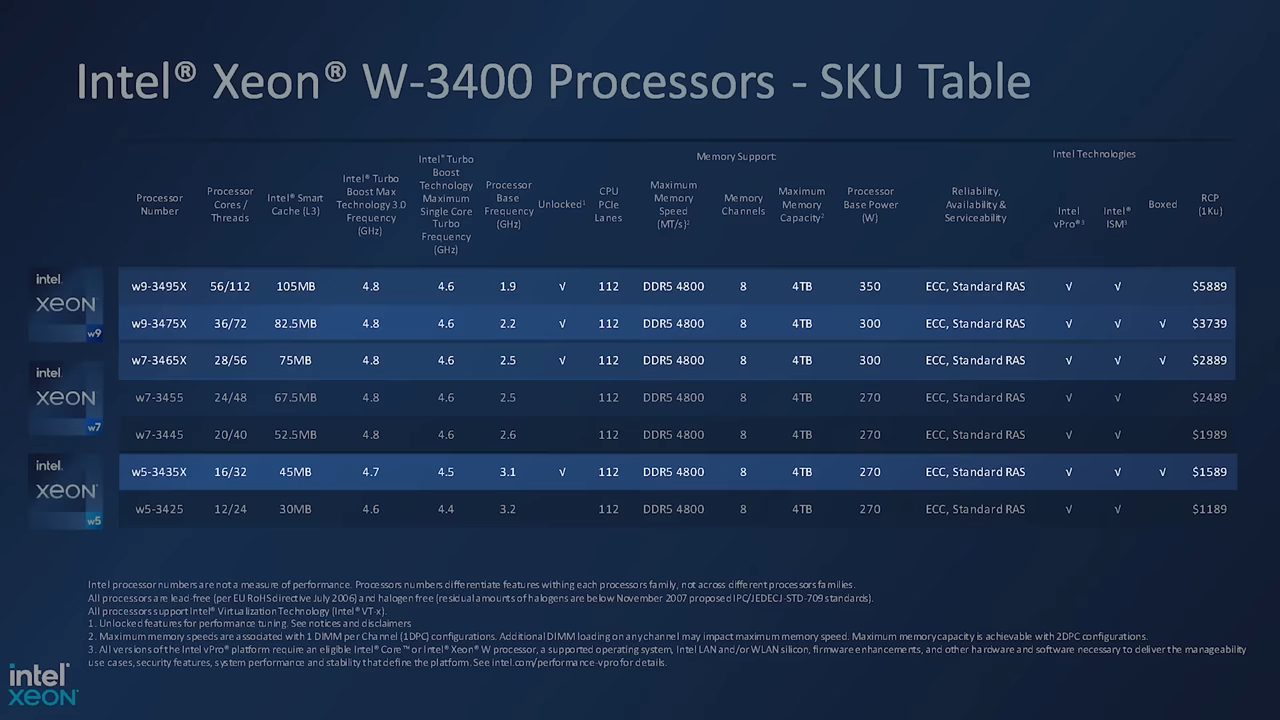 Intel® Xeon® W-3400 Processors - SKU Table
Memory Support:
Intel Technologies
Processor Number
Processor Cores / Threads
Intel® Smart Cache (L3)
Intel® Turbo Boost Max Technology 3.0 Frequency (GHz)
Intel® Turbo Boost Technology Maximum Single Core Turbo Frequency (GHz)
Processor Base Frequency (GHz)
Unlocked¹
CPU PCIe Lanes
Maximum Memory Speed (MT/s)²
Memory Channels
Maximum Memory Capacity²
Processor Base Power (W)
Reliability, Availability & Serviceability
Intel vPro®³
Intel® ISM³
Boxed
RCP (1Ku)
intel.
xeon
w9
w9-3495X 56/112 105MB 4.8 4.6 1.9 √ 112 DDR5 4800 8 4TB 350 ECC, Standard RAS √ √ $5889
w9-3475X 36/72 82.5MB 4.8 4.6 2.2 √ 112 DDR5 4800 8 4TB 300 ECC, Standard RAS √ √ √ $3739
intel.
xeon
w7
w7-3465X 28/56 75MB 4.8 4.6 2.5 √ 112 DDR5 4800 8 4TB 300 ECC, Standard RAS √ √ √ $2889
w7-3455 24/48 67.5MB 4.8 4.6 2.5 112 DDR5 4800 8 4TB 270 ECC, Standard RAS √ √ $2489
w7-3445 20/40 52.5MB 4.8 4.6 2.6 112 DDR5 4800 8 4TB 270 ECC, Standard RAS √ √ $1989
intel.
xeon
w5
w5-3435X 16/32 45MB 4.7 4.5 3.1 √ 112 DDR5 4800 8 4TB 270 ECC, Standard RAS √ √ √ $1589
w5-3425 12/24 30MB 4.6 4.4 3.2 112 DDR5 4800 8 4TB 270 ECC, Standard RAS √ √ $1189
Intel processor numbers are not a measure of performance. Processors numbers differentiate features withing each processors family, not across different processors families.
All processors are lead-free (per EU RoHS directive July 2006) and halogen free (residual amounts of halogens are below November 2007 proposed IPC/JEDECJ-STD-709 standards).
All processors support Intel® Virtualization Technology (Intel® VT-x).
1. Unlocked features for performance tuning. See notices and disclaimers
2. Maximum memory speeds are associated with 1 DIMM per Channel (1DPC) configurations. Additional DIMM loading on any channel may impact maximum memory speed. Maximum memory capacity is achievable with 2DPC configurations.
3. All versions of the Intel vPro® platform require an eligible Intel® Core™ or Intel® Xeon® W processor, a supported operating system, Intel LAN and/or WLAN silicon, firmware enhancements, and other hardware and software necessary to deliver the manageability
use cases, security features, system performance and stability that define the platform. See intel.com/performance-vpro for details.
intel®
xeon®